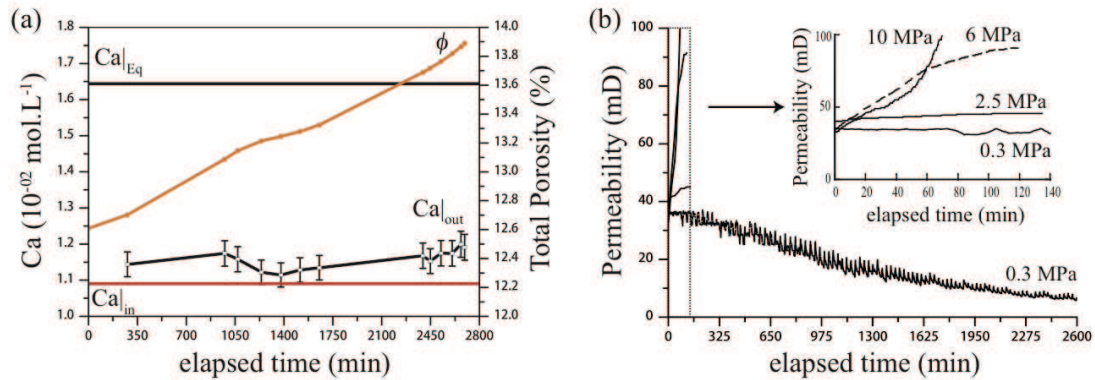 (a)
Ca (10⁻⁰² mol.L⁻¹)
1.8
1.7
1.6
1.5
1.4
1.3
1.2
1.1
1.0
Ca|Eq
ϕ
Ca|out
Ca|in
14.0
13.8
13.6
13.4
13.2
13.0
12.8
12.6
12.4
12.2
12.0
Total Porosity (%)
0 350 700 1050 1400 1750 2100 2450 2800
elapsed time (min)
(b)
Permeability (mD)
100
80
60
40
20
0
0 325 650 975 1300 1625 1950 2275 2600
elapsed time (min)
0.3 MPa
Permeability (mD)
100
50
0
10 MPa
6 MPa
2.5 MPa
0.3 MPa
0 20 40 60 80 100 120 140
elapsed time (min)